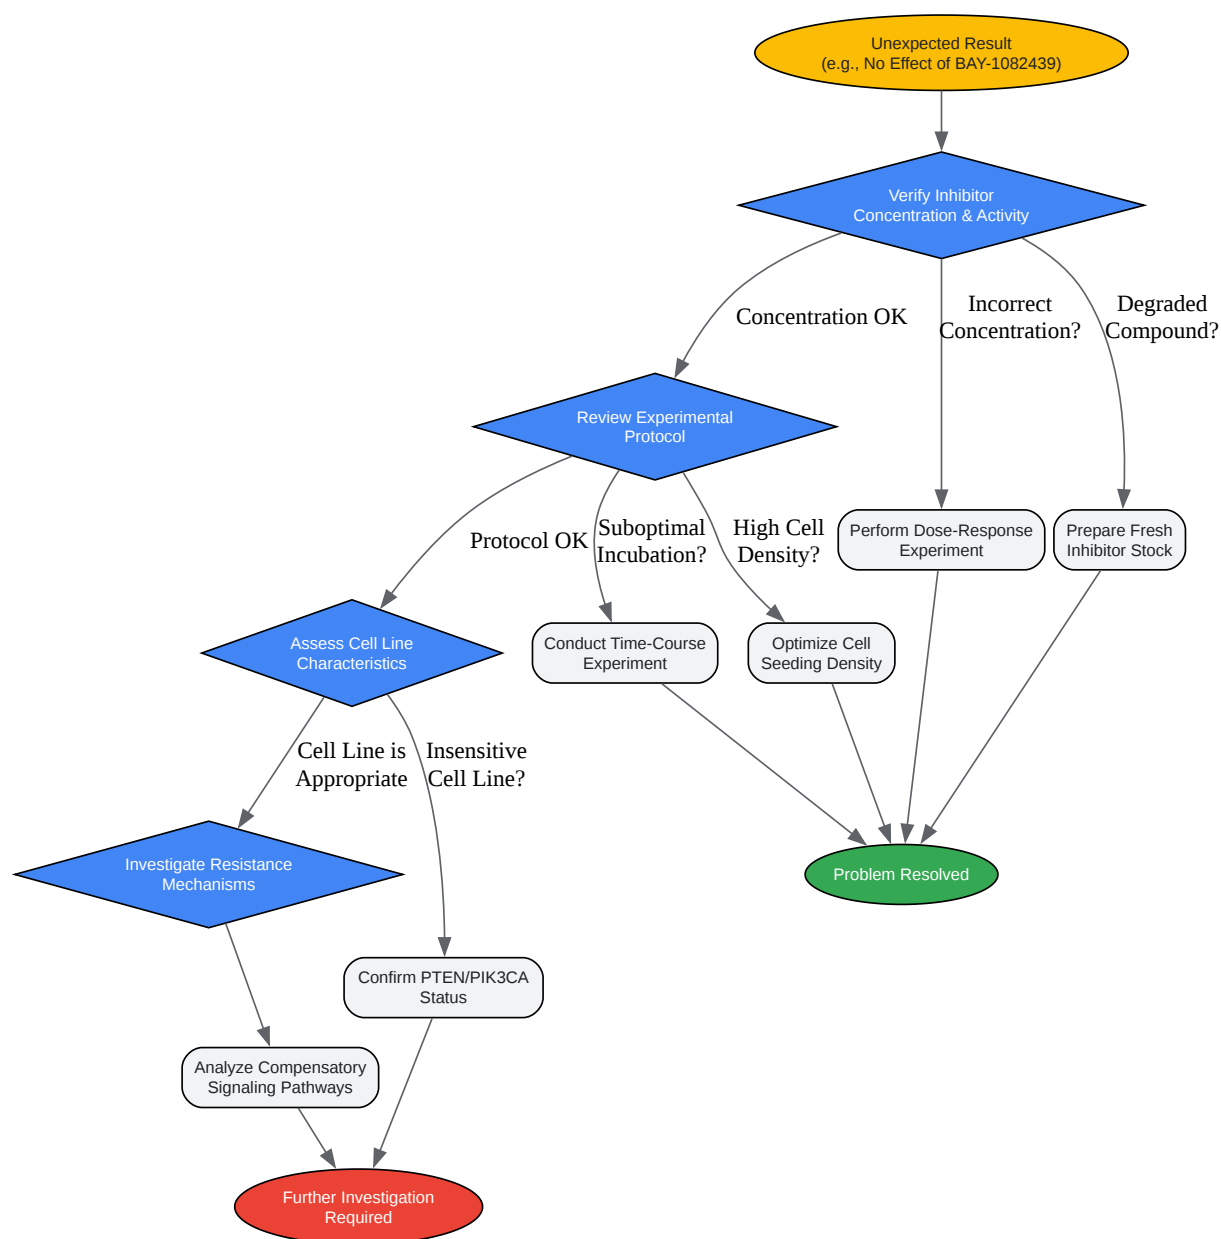 Unexpected Result
(e.g., No Effect of BAY-1082439)
Verify Inhibitor
Concentration & Activity
Concentration OK
Incorrect
Concentration?
Degraded
Compound?
Review Experimental
Protocol
Protocol OK
Suboptimal
Incubation?
High Cell
Density?
Perform Dose-Response
Experiment
Prepare Fresh
Inhibitor Stock
Assess Cell Line
Characteristics
Conduct Time-Course
Experiment
Optimize Cell
Seeding Density
Cell Line is
Appropriate
Insensitive
Cell Line?
Investigate Resistance
Mechanisms
Problem Resolved
Confirm PTEN/PIK3CA
Status
Analyze Compensatory
Signaling Pathways
Further Investigation
Required